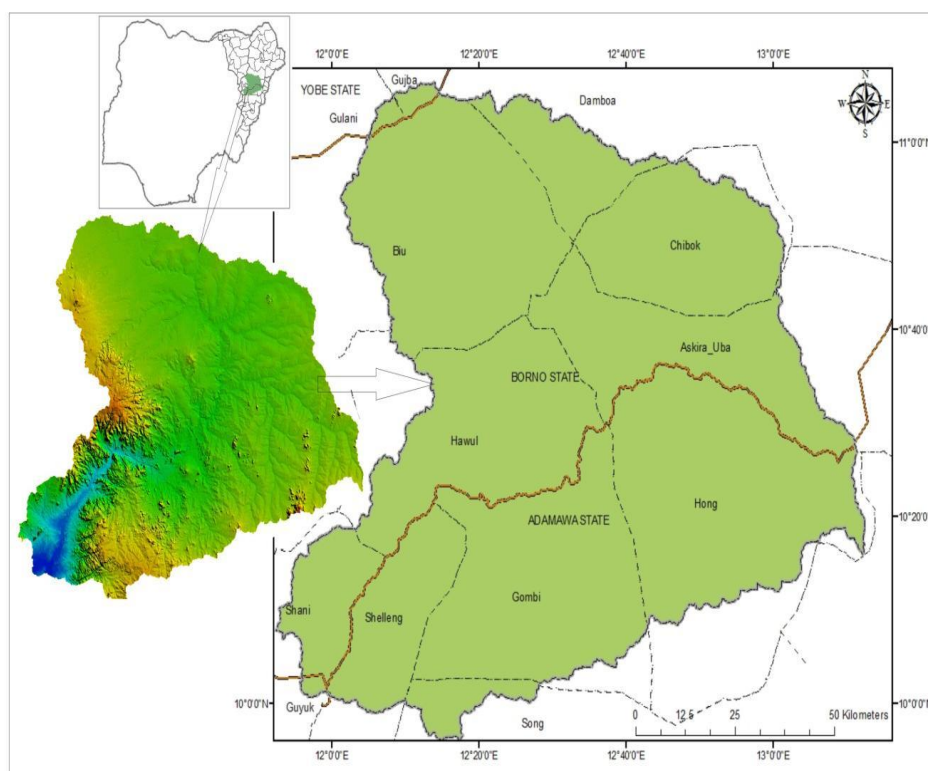 12°0'0"E 12°20'0"E 12°40'0"E 13°0'0"E
N
W E
S
Gujba
YOBE STATE
Damboa
Gulani
11°0'0"N 
Biu
Chibok
10°40'0"N 
Askira_Uba
BORNO STATE
Hawul
Hong
10°20'0"N 
ADAMAWA STATE
Shani
Shelleng
Gombi
10°0'0"N 10°0'0"N
Guyuk
Song
0 12.5 25 50 Kilometers
12°0'0"E 12°20'0"E 12°40'0"E 13°0'0"E